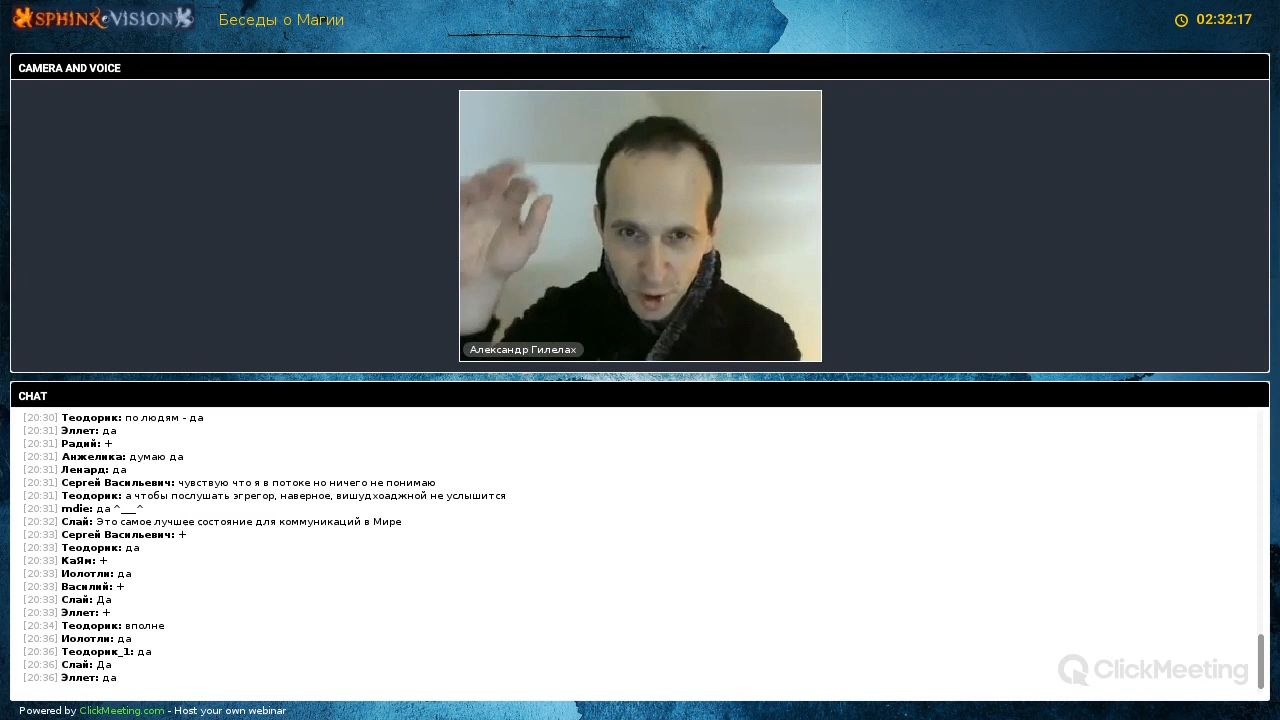 SPHINX VISION Беседы о Магии 02:32:17
CAMERA AND VOICE
Александр Гилелах
CHAT
[20:30] Теодорик: по людям - да
[20:31] Эллет: да
[20:31] Радий: +
[20:31] Анжелика: думаю да
[20:31] Ленард: да
[20:31] Сергей Васильевич: чувствую что я в потоке но ничего не понимаю
[20:31] Теодорик: а чтобы послушать эгрегор, наверное, вишудхоаджной не услышится
[20:31] mdie: да ^___^
[20:32] Слай: Это самое лучшее состояние для коммуникаций в Мире
[20:33] Сергей Васильевич: +
[20:33] Теодорик: да
[20:33] КаЯм: +
[20:33] Иолотли: да
[20:33] Василий: +
[20:33] Слай: Да
[20:33] Эллет: +
[20:34] Теодорик: вполне
[20:36] Иолотли: да
[20:36] Теодорик_1: да
[20:36] Слай: Да
[20:36] Эллет: да
ClickMeeting
Powered by ClickMeeting.com - Host your own webinar